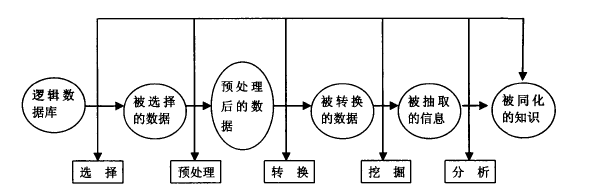 逻辑数
据库
被选择
的数据
预处理
后的数
据
被转换
的数据
被抽取
的信息
被同化
的知识
选 择
预处理
转 换
挖 掘
分 析